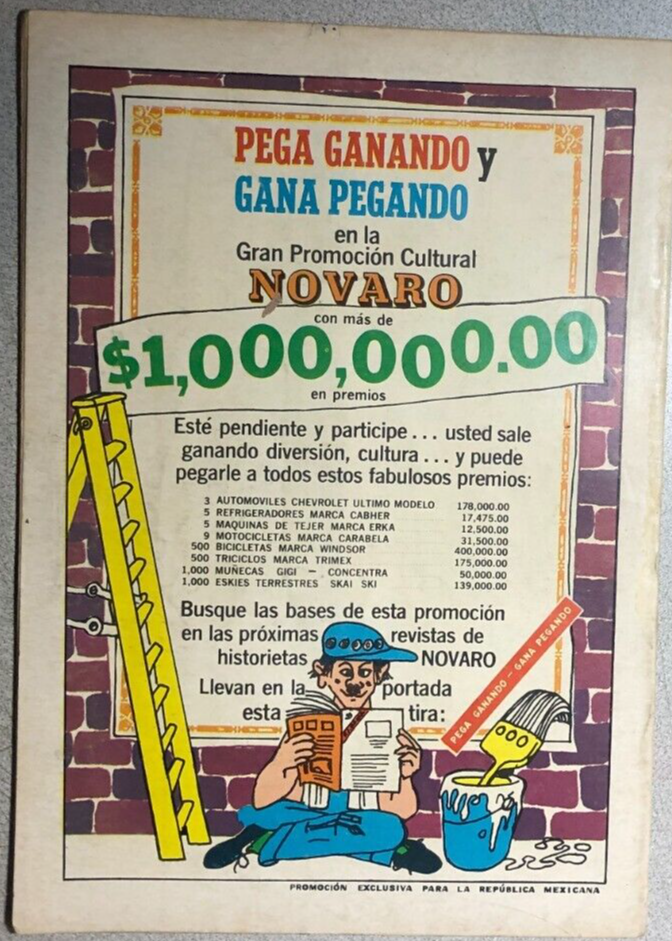 PEGA GANANDO y
GANA PEGANDO
en la
Gran Promoción Cultural
NOVARO
con más de
$1,000,000.00
en premios
Esté pendiente y participe... usted sale
ganando diversión, cultura... y puede
pegarle a todos estos fabulosos premios:
3 AUTOMOVILES CHEVROLET ULTIMO MODELO 178,000.00
5 REFRIGERADORES MARCA CABHER 17,475.00
5 MAQUINAS DE TEJER MARCA ERKA 12,500.00
9 MOTOCICLETAS MARCA CARABELA 31,500.00
500 BICICLETAS MARCA WINDSOR 400,000.00
500 TRICICLOS MARCA TRIMEX 175,000.00
1,000 MUÑECAS GIGI - CONCENTRA 50,000.00
1,000 ESKIES TERRESTRES SKAI SKI 139,000.00
Busque las bases de esta promoción
en las próximas revistas de
historietas NOVARO
Llevan en la portada
esta tira:
PEGA GANANDO - GANA PEGANDO
PROMOCIÓN EXCLUSIVA PARA LA REPÚBLICA MEXICANA